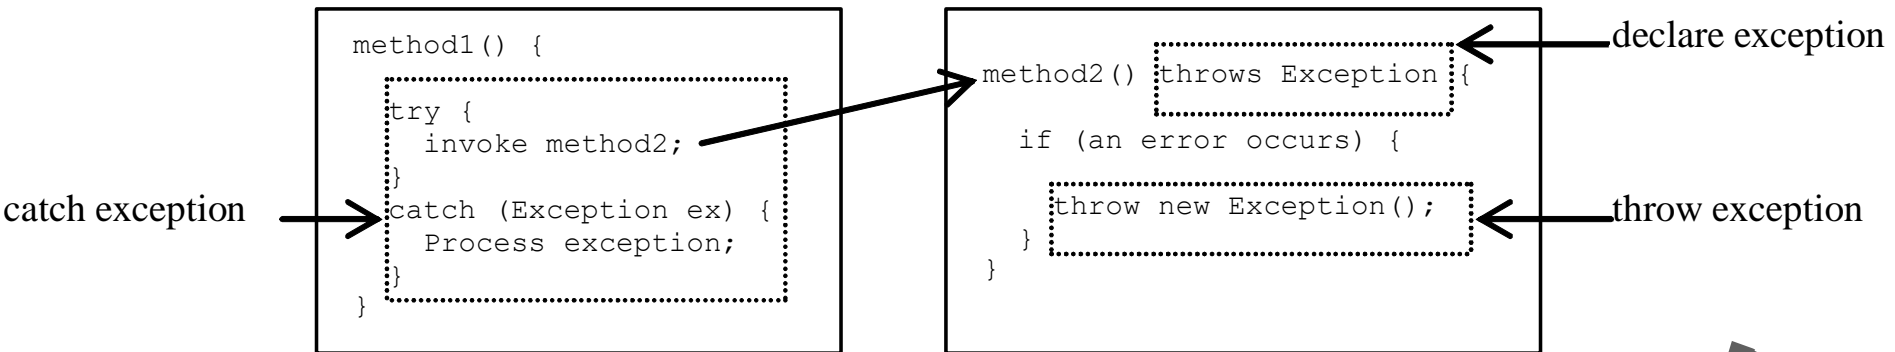 method1() {
try {
invoke method2;
}
catch (Exception ex) {
Process exception;
}
}
catch exception
method2() throws Exception {
if (an error occurs) {
throw new Exception();
}
}
declare exception
throw exception